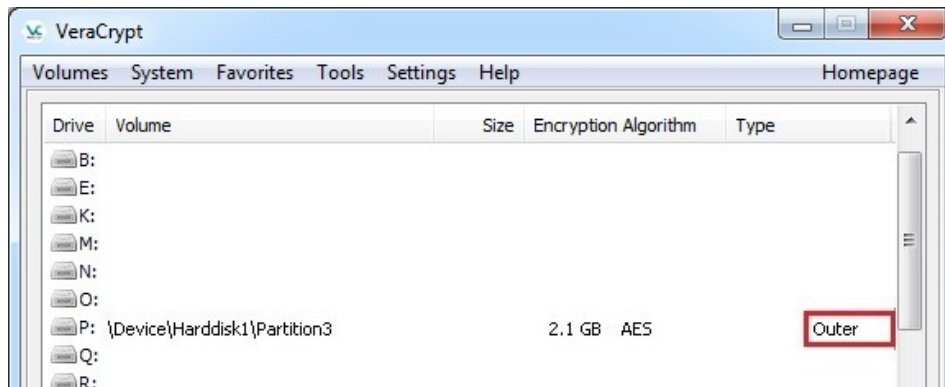 VeraCrypt
Volumes System Favorites Tools Settings Help Homepage
Drive Volume Size Encryption Algorithm Type
B:
E:
K:
M:
N:
O:
P: \Device\Harddisk1\Partition3 2.1 GB AES Outer
Q:
R: